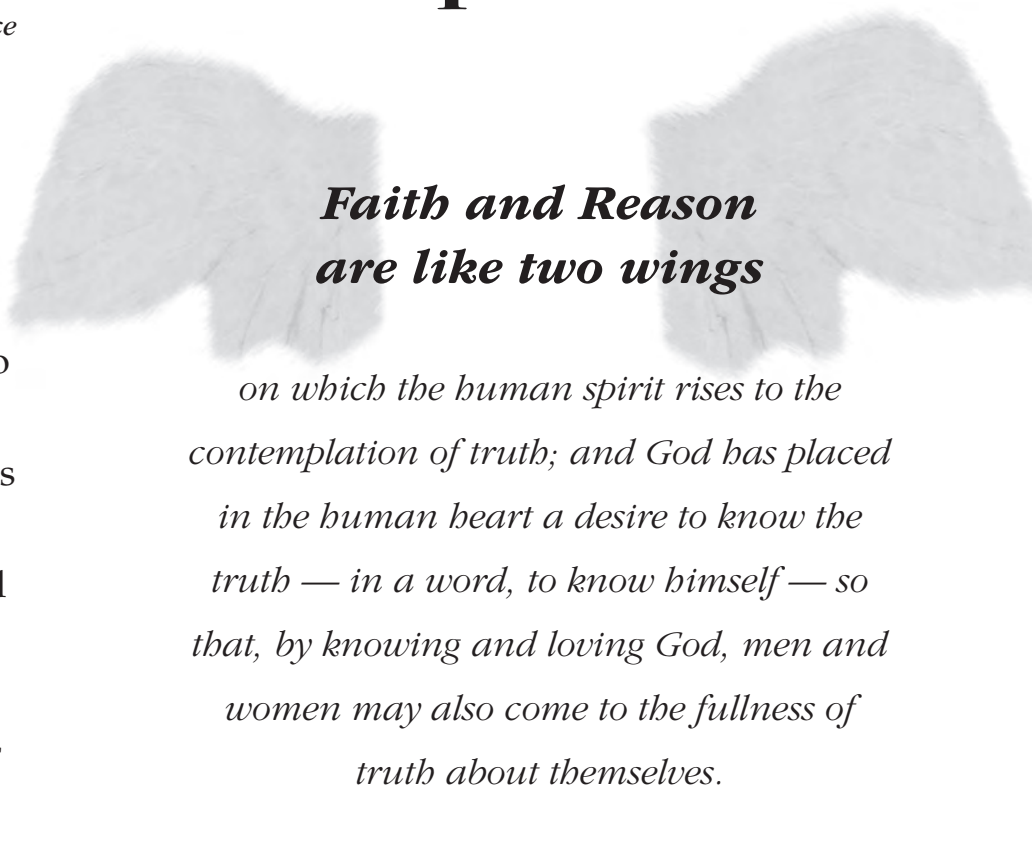 Faith and Reason
are like two wings
on which the human spirit rises to the
contemplation of truth; and God has placed
in the human heart a desire to know the
truth — in a word, to know himself — so
that, by knowing and loving God, men and
women may also come to the fullness of
truth about themselves.